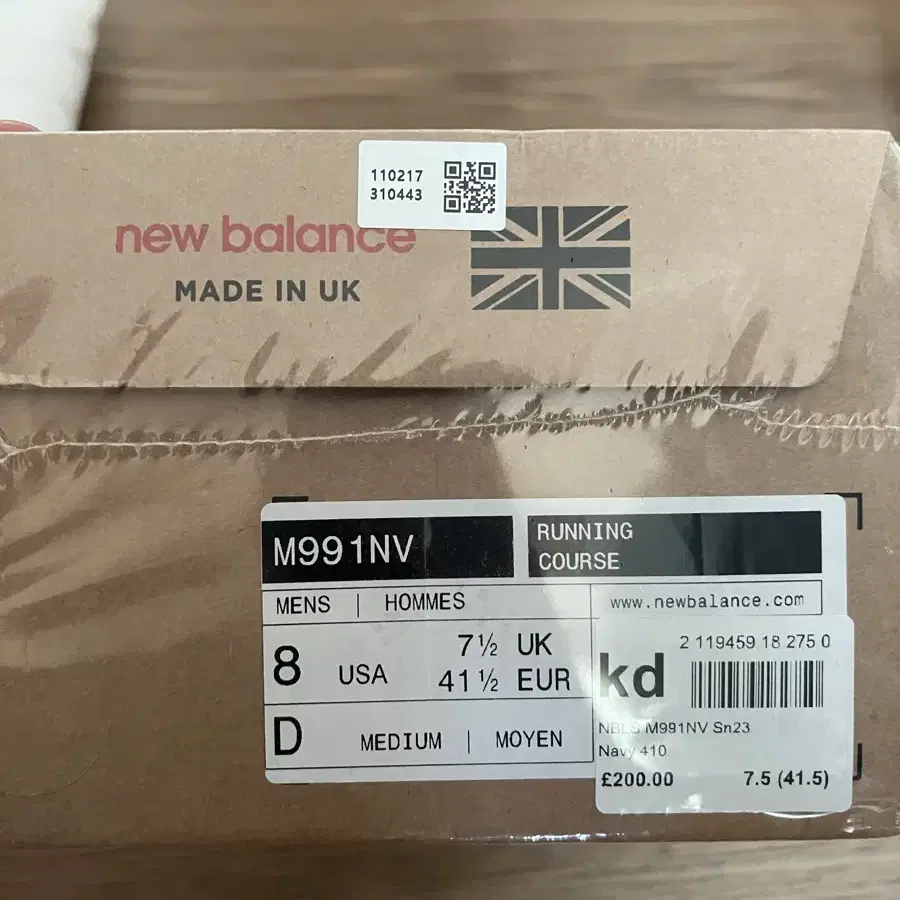 110217
310443
new balance
MADE IN UK
M991NV
RUNNING
COURSE
MENS | HOMMES
www.newbalance.com
8 USA 7½ UK
41½ EUR
D MEDIUM | MOYEN
2 119459 18 275 0
kd
NBLS M991NV Sn23
Navy 410
£200.00 7.5 (41.5)